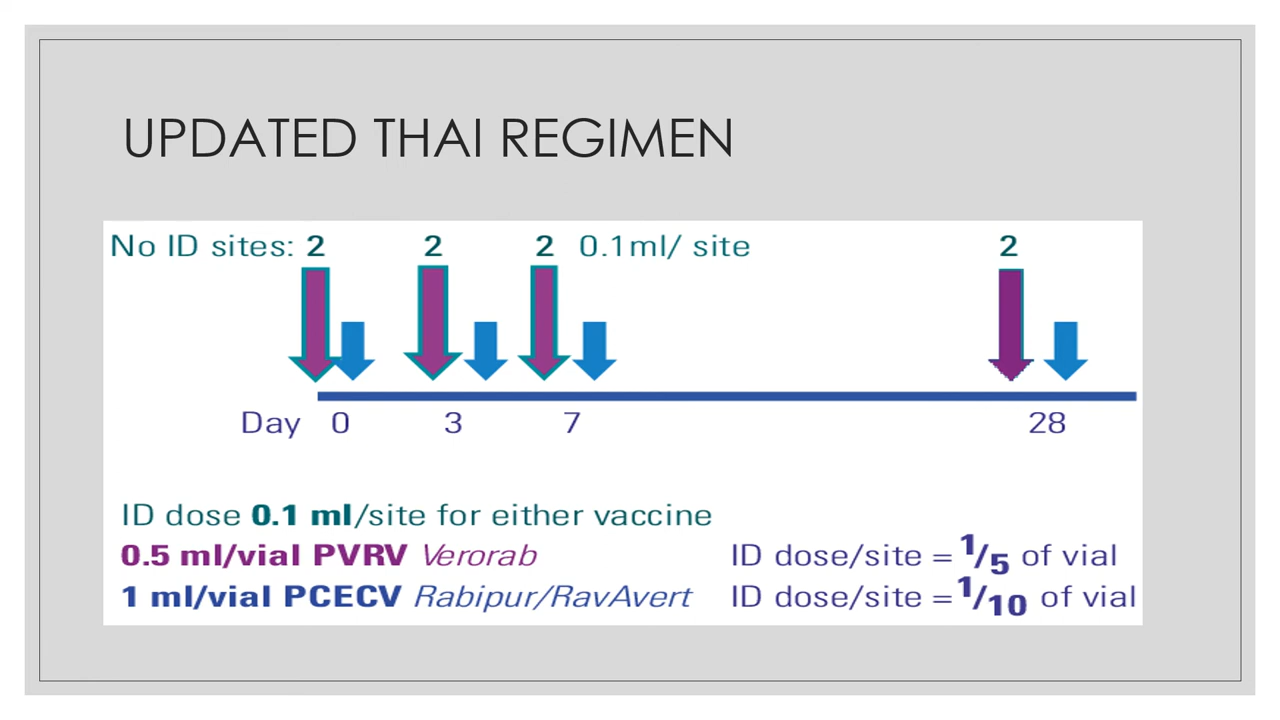 UPDATED THAI REGIMEN
No ID sites: 2 2 2 0.1ml/ site 2
Day 0 3 7 28
ID dose 0.1 ml/site for either vaccine
0.5 ml/vial PVRV Verorab ID dose/site = 1/5 of vial
1 ml/vial PCECV Rabipur/RavAvert ID dose/site = 1/10 of vial